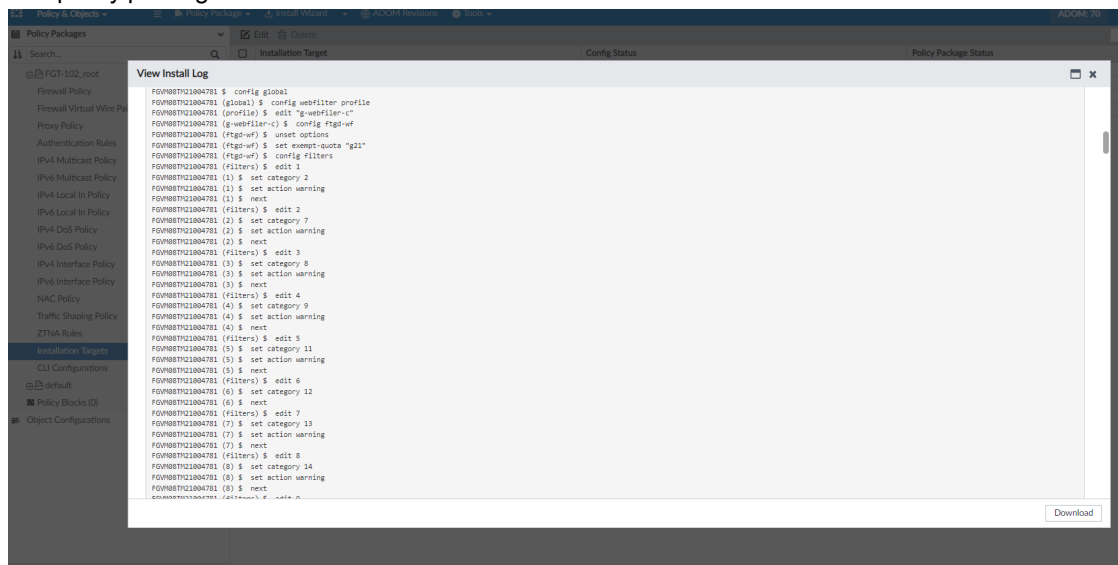 Policy & Objects
Policy Package
Install Wizard
ADOM Revisions
Tools
ADOM: 70
Policy Packages
Edit
Delete
Search...
Installation Target
Config Status
Policy Package Status
FGT-102_root
Firewall Policy
Firewall Virtual Wire Pai
Proxy Policy
Authentication Rules
IPv4 Multicast Policy
IPv6 Multicast Policy
IPv4 Local In Policy
IPv6 Local In Policy
IPv4 DoS Policy
IPv6 DoS Policy
IPv4 Interface Policy
IPv6 Interface Policy
NAC Policy
Traffic Shaping Policy
ZTNA Rules
Installation Targets
CLI Configurations
default
Policy Blocks (0)
Object Configurations
View Install Log
FGVM08TM21004781 $ config global
FGVM08TM21004781 (global) $ config webfilter profile
FGVM08TM21004781 (profile) $ edit "g-webfiler-c"
FGVM08TM21004781 (g-webfiler-c) $ config ftgd-wf
FGVM08TM21004781 (ftgd-wf) $ unset options
FGVM08TM21004781 (ftgd-wf) $ set exempt-quota "g21"
FGVM08TM21004781 (ftgd-wf) $ config filters
FGVM08TM21004781 (filters) $ edit 1
FGVM08TM21004781 (1) $ set category 2
FGVM08TM21004781 (1) $ set action warning
FGVM08TM21004781 (1) $ next
FGVM08TM21004781 (filters) $ edit 2
FGVM08TM21004781 (2) $ set category 7
FGVM08TM21004781 (2) $ set action warning
FGVM08TM21004781 (2) $ next
FGVM08TM21004781 (filters) $ edit 3
FGVM08TM21004781 (3) $ set category 8
FGVM08TM21004781 (3) $ set action warning
FGVM08TM21004781 (3) $ next
FGVM08TM21004781 (filters) $ edit 4
FGVM08TM21004781 (4) $ set category 9
FGVM08TM21004781 (4) $ set action warning
FGVM08TM21004781 (4) $ next
FGVM08TM21004781 (filters) $ edit 5
FGVM08TM21004781 (5) $ set category 11
FGVM08TM21004781 (5) $ set action warning
FGVM08TM21004781 (5) $ next
FGVM08TM21004781 (filters) $ edit 6
FGVM08TM21004781 (6) $ set category 12
FGVM08TM21004781 (6) $ next
FGVM08TM21004781 (filters) $ edit 7
FGVM08TM21004781 (7) $ set category 13
FGVM08TM21004781 (7) $ set action warning
FGVM08TM21004781 (7) $ next
FGVM08TM21004781 (filters) $ edit 8
FGVM08TM21004781 (8) $ set category 14
FGVM08TM21004781 (8) $ set action warning
FGVM08TM21004781 (8) $ next
Download